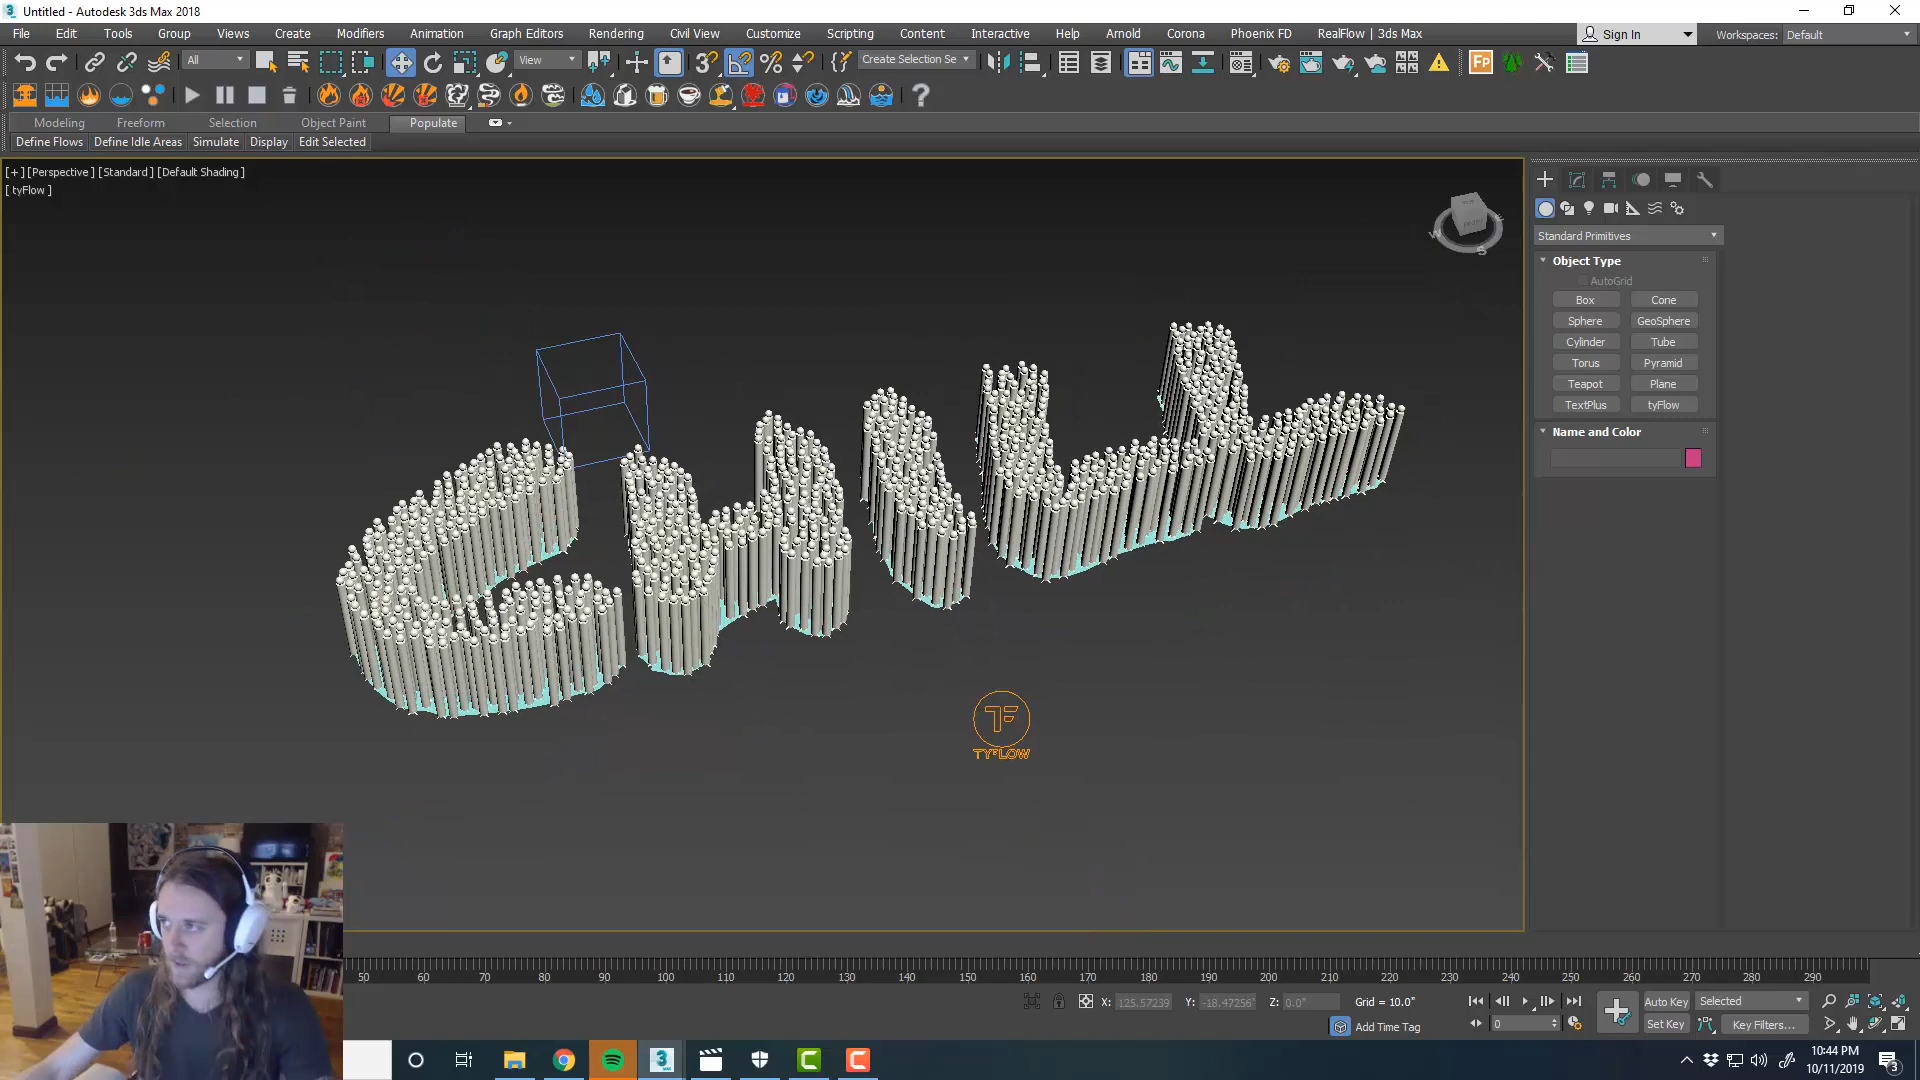 Untitled - Autodesk 3ds Max 2018
File Edit Tools Group Views Create Modifiers Animation Graph Editors Rendering Civil View Customize Scripting Content Interactive Help Arnold Corona Phoenix FD RealFlow | 3ds Max Sign In Workspaces: Default
All View Create Selection Se
Modeling Freeform Selection Object Paint Populate
Define Flows Define Idle Areas Simulate Display Edit Selected
[+] [Perspective] [Standard] [Default Shading]
[ tyFlow ]
Standard Primitives
Object Type
AutoGrid
Box Cone
Sphere GeoSphere
Cylinder Tube
Torus Pyramid
Teapot Plane
TextPlus tyFlow
Name and Color
CHILL
TF
TYFLOW
50 60 70 80 90 100 110 120 130 140 150 160 170 180 190 200 210 220 230 240 250 260 270 280 290
X: 125.57239 Y: -18.47256" Z: 0.0" Grid = 10.0"
Add Time Tag
0
Auto Key Selected
Set Key Key Filters...
10:44 PM
10/11/2019
3